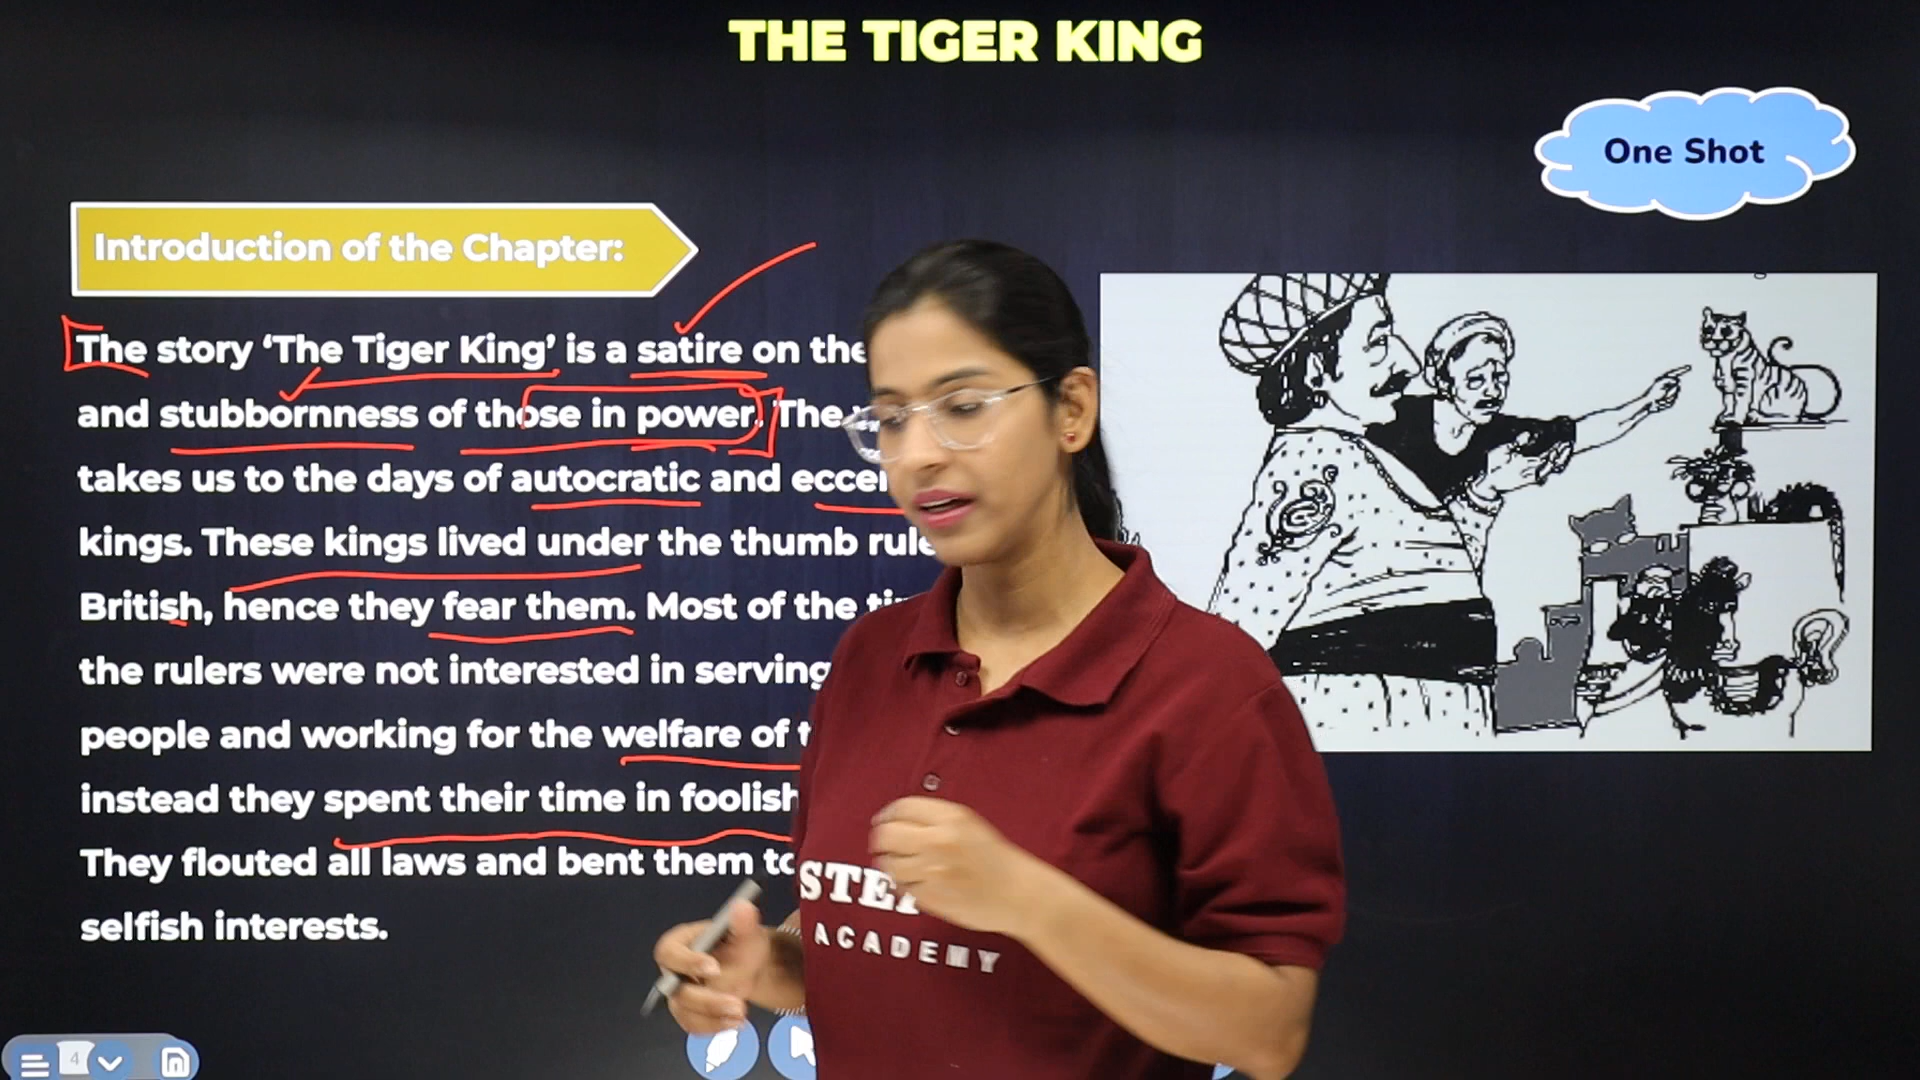 THE TIGER KING
One Shot
Introduction of the Chapter:
The story ‘The Tiger King’ is a satire on the
and stubbornness of those in power. The
takes us to the days of autocratic and
kings. These kings lived under the thumb
British, hence they fear them. Most of the
the rulers were not interested in serving
people and working for the welfare of
instead they spent their time in foolish
They flouted all laws and bent them
selfish interests.
ACADEMY
4